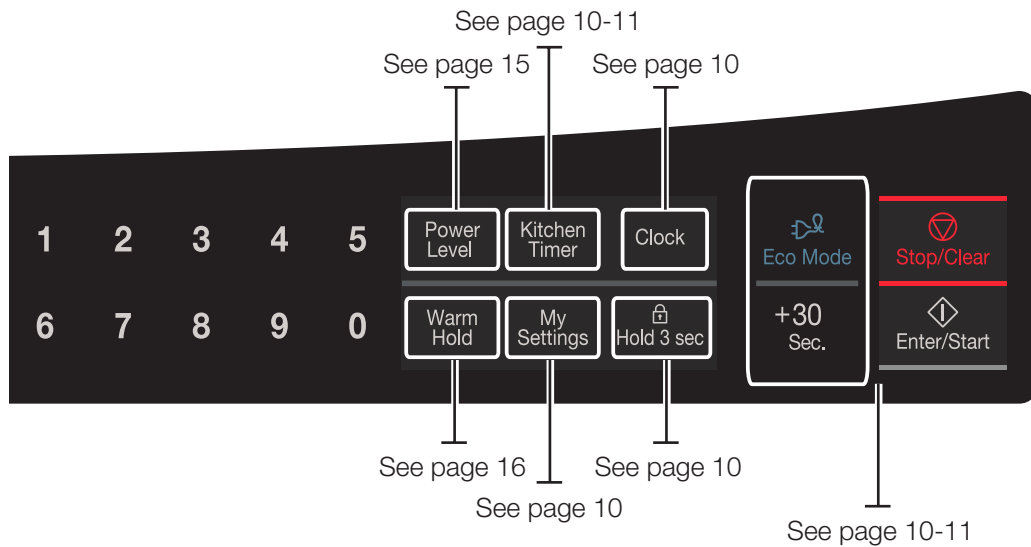 See page 10-11
See page 15
See page 10
1 2 3 4 5
Power
Level
Kitchen
Timer
Clock
Eco Mode
Stop/Clear
6 7 8 9 0
Warm
Hold
My
Settings
Hold 3 sec
+30
Sec.
Enter/Start
See page 16
See page 10
See page 10
See page 10-11